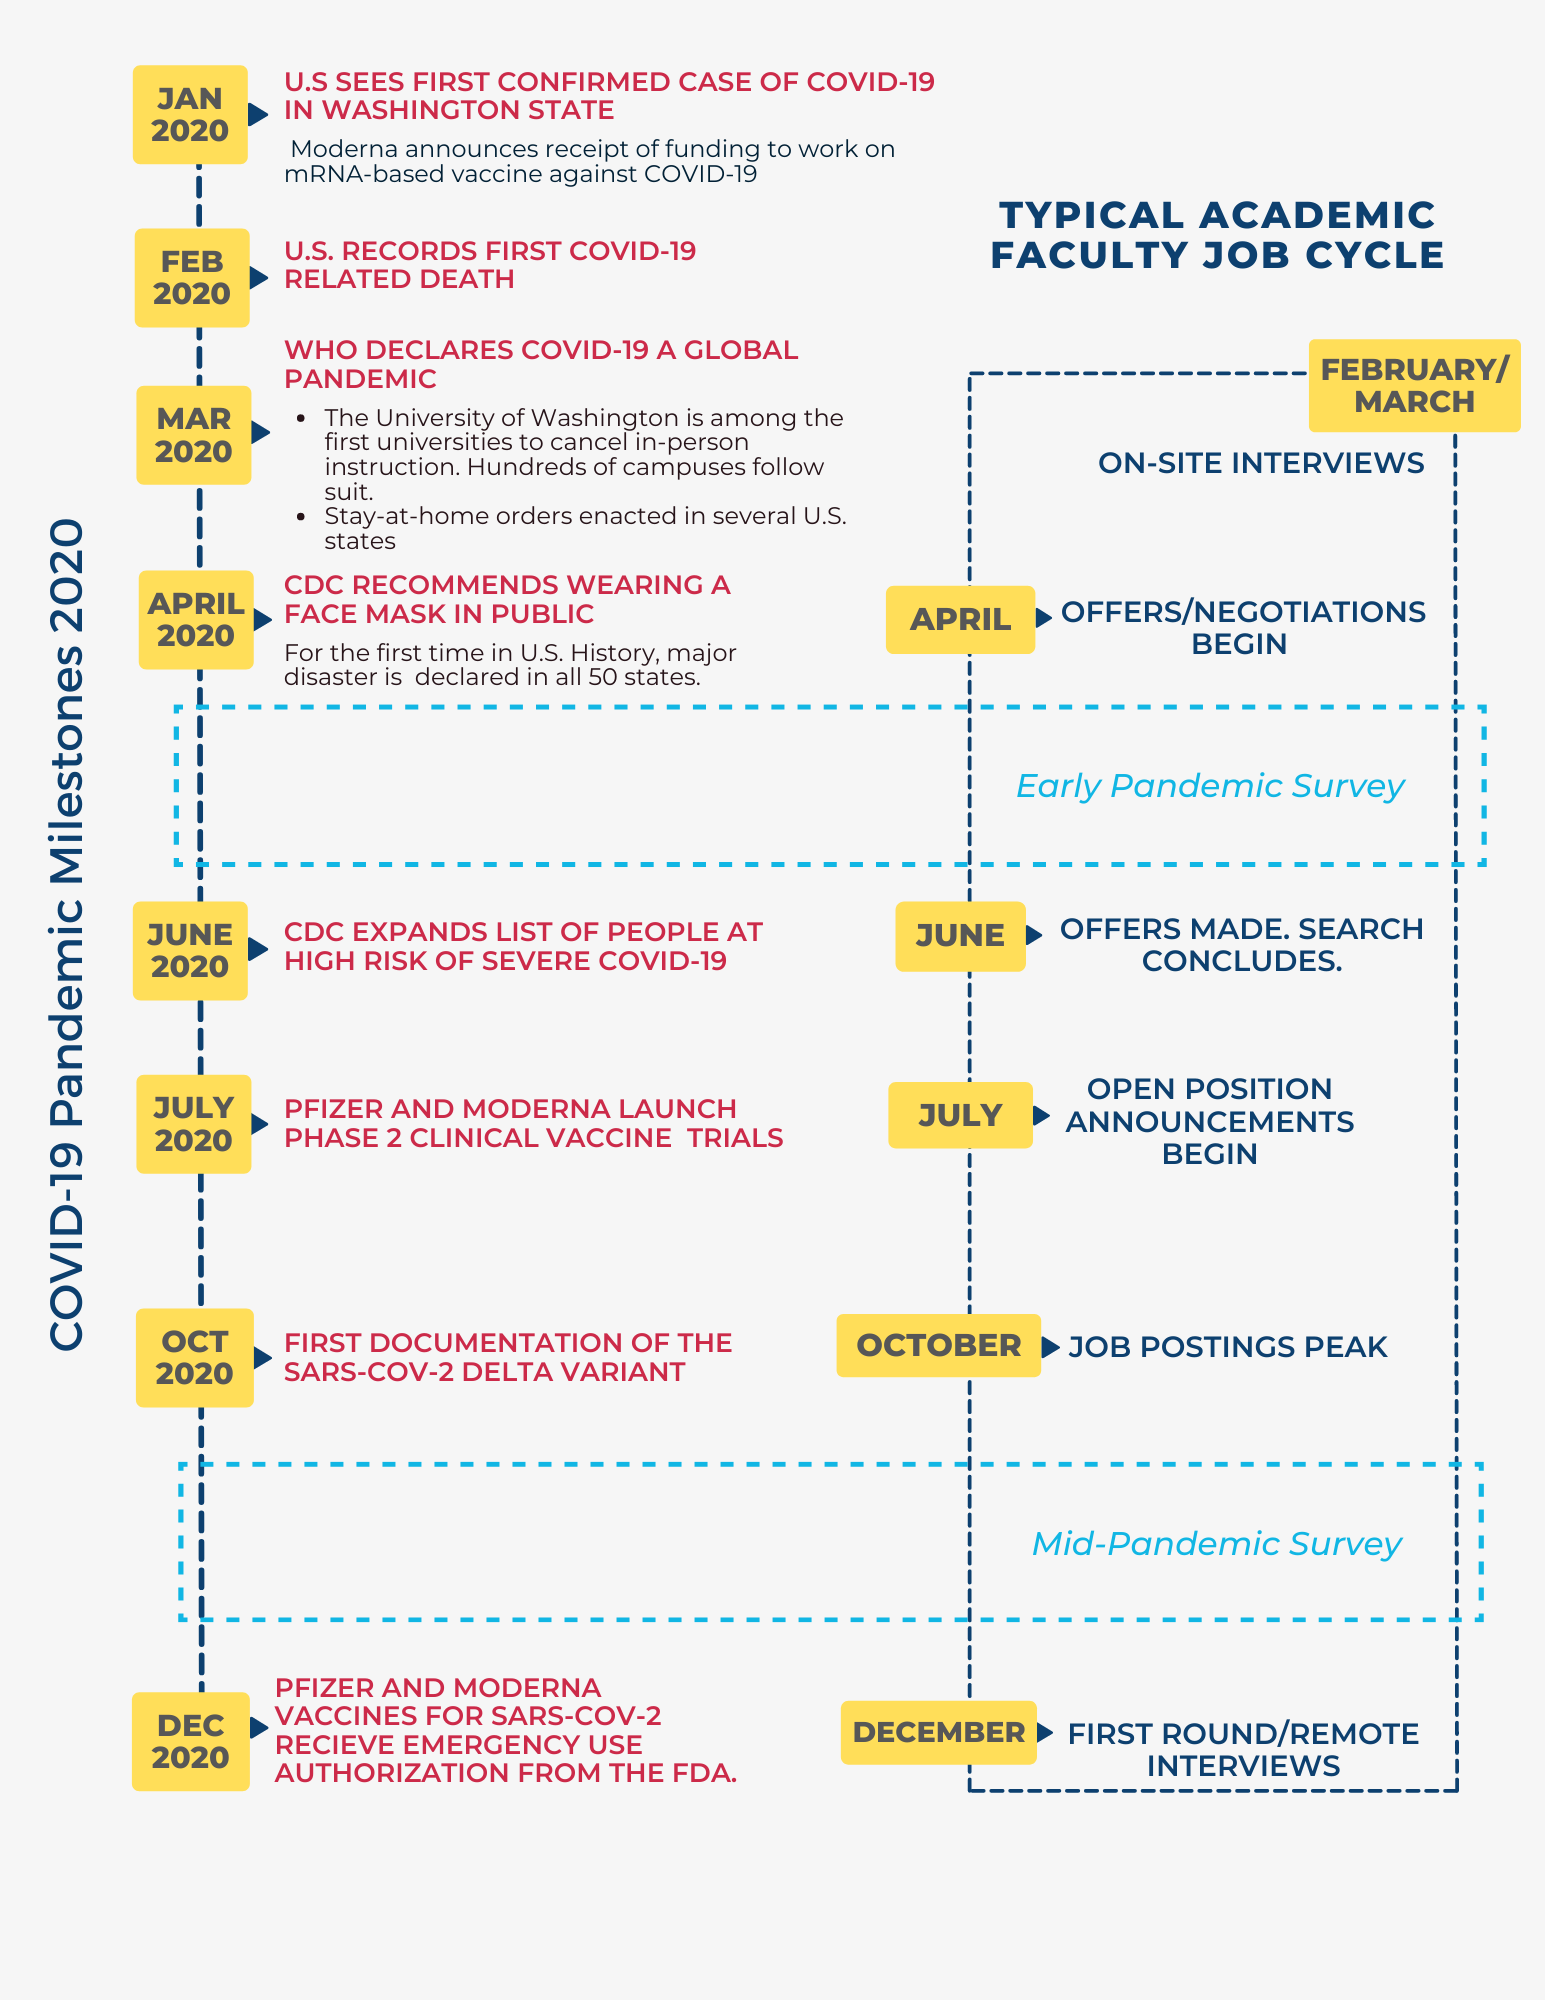 COVID-19 Pandemic Milestones 2020
JAN
2020
U.S SEES FIRST CONFIRMED CASE OF COVID-19
IN WASHINGTON STATE
Moderna announces receipt of funding to work on
mRNA-based vaccine against COVID-19
FEB
2020
U.S. RECORDS FIRST COVID-19
RELATED DEATH
MAR
2020
WHO DECLARES COVID-19 A GLOBAL
PANDEMIC
• The University of Washington is among the
first universities to cancel in-person
instruction. Hundreds of campuses follow
suit.
• Stay-at-home orders enacted in several U.S.
states
APRIL
2020
CDC RECOMMENDS WEARING A
FACE MASK IN PUBLIC
For the first time in U.S. History, major
disaster is  declared in all 50 states.
JUNE
2020
CDC EXPANDS LIST OF PEOPLE AT
HIGH RISK OF SEVERE COVID-19
JULY
2020
PFIZER AND MODERNA LAUNCH
PHASE 2 CLINICAL VACCINE  TRIALS
OCT
2020
FIRST DOCUMENTATION OF THE
SARS-COV-2 DELTA VARIANT
DEC
2020
PFIZER AND MODERNA
VACCINES FOR SARS-COV-2
RECIEVE EMERGENCY USE
AUTHORIZATION FROM THE FDA.
TYPICAL ACADEMIC
FACULTY JOB CYCLE
FEBRUARY/
MARCH
ON-SITE INTERVIEWS
APRIL
OFFERS/NEGOTIATIONS
BEGIN
Early Pandemic Survey
JUNE
OFFERS MADE. SEARCH
CONCLUDES.
JULY
OPEN POSITION
ANNOUNCEMENTS
BEGIN
OCTOBER
JOB POSTINGS PEAK
Mid-Pandemic Survey
DECEMBER
FIRST ROUND/REMOTE
INTERVIEWS